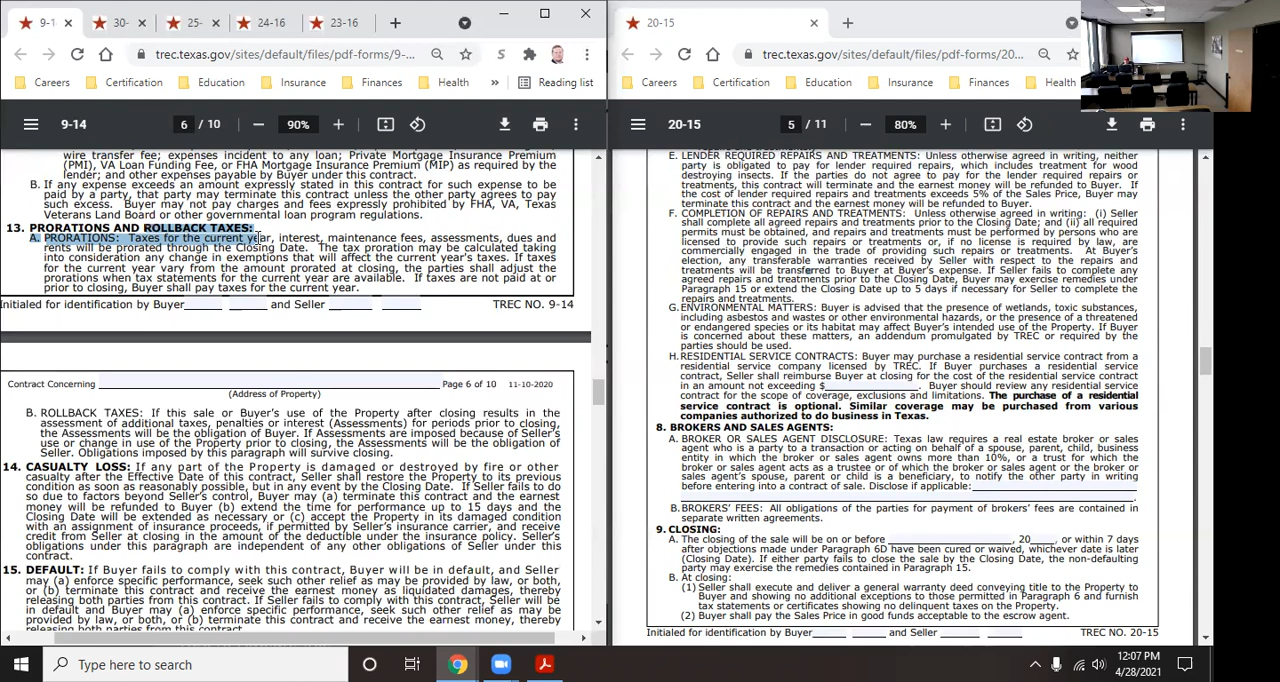 9-1
30-
25-
24-16
23-16
trec.texas.gov/sites/default/files/pdf-forms/9-...
S
Careers
Certification
Education
Insurance
Finances
Health
»
Reading list
9-14
6 / 10
90%
wire transfer fee; expenses incident to any loan; Private Mortgage Insurance Premium
(PMI), VA Loan Funding Fee, or FHA Mortgage Insurance Premium (MIP) as required by the
lender; and other expenses payable by Buyer under this contract.
B. If any expense exceeds an amount expressly stated in this contract for such expense to be
paid by a party, that party may terminate this contract unless the other party agrees to pay
such excess. Buyer may not pay charges and fees expressly prohibited by FHA, VA, Texas
Veterans Land Board or other governmental loan program regulations.
13. PRORATIONS AND ROLLBACK TAXES:
A. PRORATIONS: Taxes for the current year, interest, maintenance fees, assessments, dues and
rents will be prorated through the Closing Date. The tax proration may be calculated taking
into consideration any change in exemptions that will affect the current year's taxes. If taxes
for the current year vary from the amount prorated at closing, the parties shall adjust the
prorations when tax statements for the current year are available. If taxes are not paid at or
prior to closing, Buyer shall pay taxes for the current year.
Initialed for identification by Buyer and Seller TREC NO. 9-14
Contract Concerning Page 6 of 10 11-10-2020
(Address of Property)
B. ROLLBACK TAXES: If this sale or Buyer's use of the Property after closing results in the
assessment of additional taxes, penalties or interest (Assessments) for periods prior to closing,
the Assessments will be the obligation of Buyer. If Assessments are imposed because of Seller's
use or change in use of the Property prior to closing, the Assessments will be the obligation of
Seller. Obligations imposed by this paragraph will survive closing.
14. CASUALTY LOSS: If any part of the Property is damaged or destroyed by fire or other
casualty after the Effective Date of this contract, Seller shall restore the Property to its previous
condition as soon as reasonably possible, but in any event by the Closing Date. If Seller fails to do
so due to factors beyond Seller's control, Buyer may (a) terminate this contract and the earnest
money will be refunded to Buyer (b) extend the time for performance up to 15 days and the
Closing Date will be extended as necessary or (c) accept the Property in its damaged condition
with an assignment of insurance proceeds, if permitted by Seller's insurance carrier, and receive
credit from Seller at closing in the amount of the deductible under the insurance policy. Seller's
obligations under this paragraph are independent of any other obligations of Seller under this
contract.
15. DEFAULT: If Buyer fails to comply with this contract, Buyer will be in default, and Seller
may (a) enforce specific performance, seek such other relief as may be provided by law, or both,
or (b) terminate this contract and receive the earnest money as liquidated damages, thereby
releasing both parties from this contract. If Seller fails to comply with this contract, Seller will be
in default and Buyer may (a) enforce specific performance, seek such other relief as may be
provided by law, or both, or (b) terminate this contract and receive the earnest money, thereby
releasing both parties from this contract.
20-15
trec.texas.gov/sites/default/files/pdf-forms/20...
Careers
Certification
Education
Insurance
Finances
Health
20-15
5 / 11
80%
E. LENDER REQUIRED REPAIRS AND TREATMENTS: Unless otherwise agreed in writing, neither
party is obligated to pay for lender required repairs, which includes treatment for wood
destroying insects. If the parties do not agree to pay for the lender required repairs or
treatments, this contract will terminate and the earnest money will be refunded to Buyer. If
the cost of lender required repairs and treatments exceeds 5% of the Sales Price, Buyer may
terminate this contract and the earnest money will be refunded to Buyer.
F. COMPLETION OF REPAIRS AND TREATMENTS: Unless otherwise agreed in writing: (i) Seller
shall complete all agreed repairs and treatments prior to the Closing Date; and (ii) all required
permits must be obtained, and repairs and treatments must be performed by persons who are
licensed to provide such repairs or treatments or, if no license is required by law, are
commercially engaged in the trade of providing such repairs or treatments. At Buyer's
election, any transferable warranties received by Seller with respect to the repairs and
treatments will be transferred to Buyer at Buyer's expense. If Seller fails to complete any
agreed repairs and treatments prior to the Closing Date, Buyer may exercise remedies under
Paragraph 15 or extend the Closing Date up to 5 days if necessary for Seller to complete the
repairs and treatments.
G. ENVIRONMENTAL MATTERS: Buyer is advised that the presence of wetlands, toxic substances,
including asbestos and wastes or other environmental hazards, or the presence of a threatened
or endangered species or its habitat may affect Buyer's intended use of the Property. If Buyer
is concerned about these matters, an addendum promulgated by TREC or required by the
parties should be used.
H. RESIDENTIAL SERVICE CONTRACTS: Buyer may purchase a residential service contract from a
residential service company licensed by TREC. If Buyer purchases a residential service
contract, Seller shall reimburse Buyer at closing for the cost of the residential service contract
in an amount not exceeding $ . Buyer should review any residential service
contract for the scope of coverage, exclusions and limitations. The purchase of a residential
service contract is optional. Similar coverage may be purchased from various
companies authorized to do business in Texas.
8. BROKERS AND SALES AGENTS:
A. BROKER OR SALES AGENT DISCLOSURE: Texas law requires a real estate broker or sales
agent who is a party to a transaction or acting on behalf of a spouse, parent, child, business
entity in which the broker or sales agent owns more than 10%, or a trust for which the
broker or sales agent acts as a trustee or of which the broker or sales agent or the broker or
sales agent's spouse, parent or child is a beneficiary, to notify the other party in writing
before entering into a contract of sale. Disclose if applicable:
.
B. BROKERS' FEES: All obligations of the parties for payment of brokers' fees are contained in
separate written agreements.
9. CLOSING:
A. The closing of the sale will be on or before , 20 , or within 7 days
after objections made under Paragraph 6D have been cured or waived, whichever date is later
(Closing Date). If either party fails to close the sale by the Closing Date, the non-defaulting
party may exercise the remedies contained in Paragraph 15.
B. At closing:
(1) Seller shall execute and deliver a general warranty deed conveying title to the Property to
Buyer and showing no additional exceptions to those permitted in Paragraph 6 and furnish
tax statements or certificates showing no delinquent taxes on the Property.
(2) Buyer shall pay the Sales Price in good funds acceptable to the escrow agent.
Initialed for identification by Buyer and Seller TREC NO. 20-15
Type here to search
12:07 PM
4/28/2021